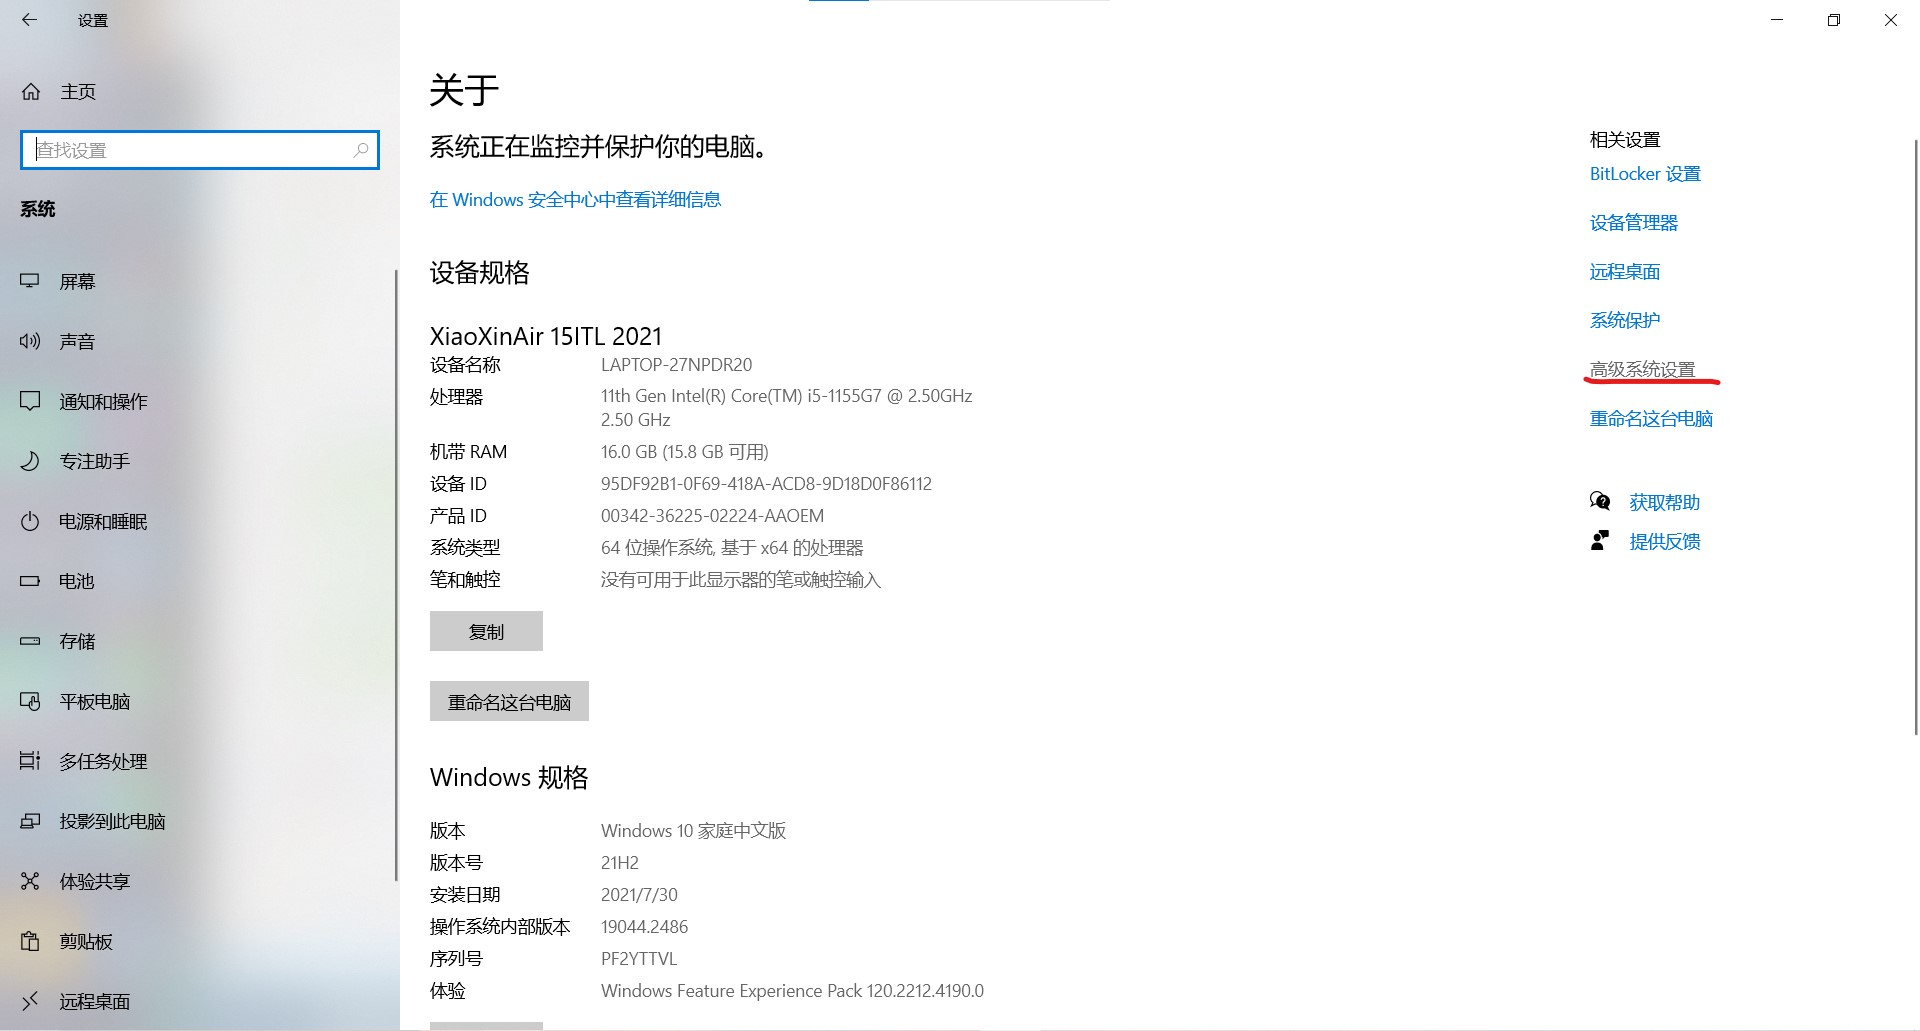 设置
主页
查找设置
系统
屏幕
声音
通知和操作
专注助手
电源和睡眠
电池
存储
平板电脑
多任务处理
投影到此电脑
体验共享
剪贴板
远程桌面
关于
系统正在监控并保护你的电脑。
在 Windows 安全中心中查看详细信息
设备规格
XiaoXinAir 15ITL 2021
设备名称 LAPTOP-27NPDR20
处理器 11th Gen Intel(R) Core(TM) i5-1155G7 @ 2.50GHz
2.50 GHz
机带 RAM 16.0 GB (15.8 GB 可用)
设备 ID 95DF92B1-0F69-418A-ACD8-9D18D0F86112
产品 ID 00342-36225-02224-AAOEM
系统类型 64 位操作系统, 基于 x64 的处理器
笔和触控 没有可用于此显示器的笔或触控输入
复制
重命名这台电脑
Windows 规格
版本 Windows 10 家庭中文版
版本号 21H2
安装日期 2021/7/30
操作系统内部版本 19044.2486
序列号 PF2YTTVL
体验 Windows Feature Experience Pack 120.2212.4190.0
相关设置
BitLocker 设置
设备管理器
远程桌面
系统保护
高级系统设置
重命名这台电脑
获取帮助
提供反馈